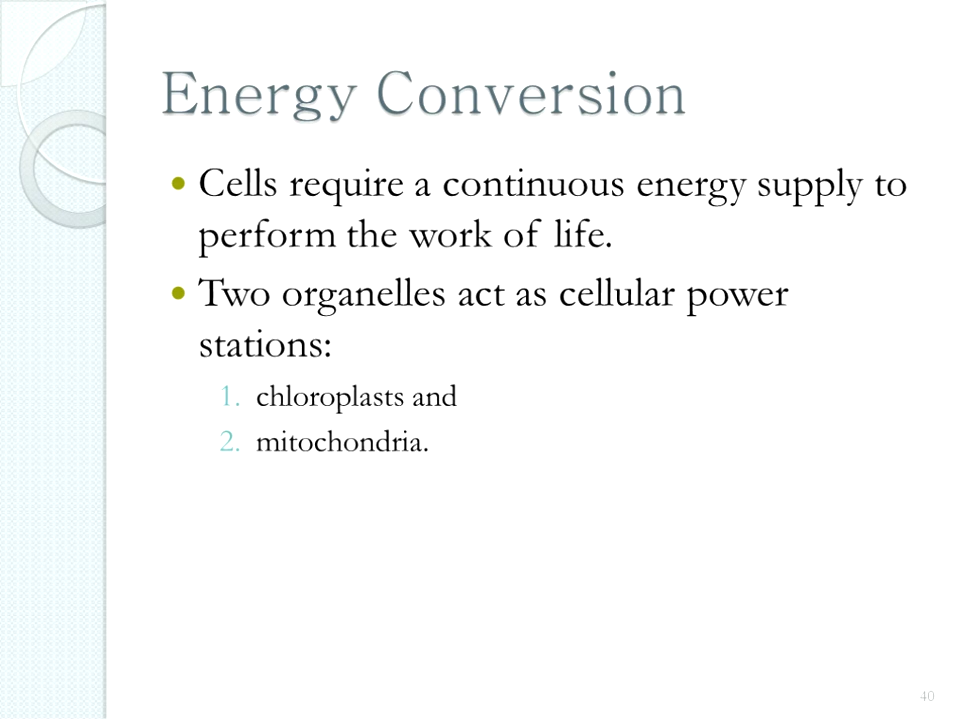 Energy Conversion
• Cells require a continuous energy supply to
perform the work of life.
• Two organelles act as cellular power
stations:
1. chloroplasts and
2. mitochondria.
40